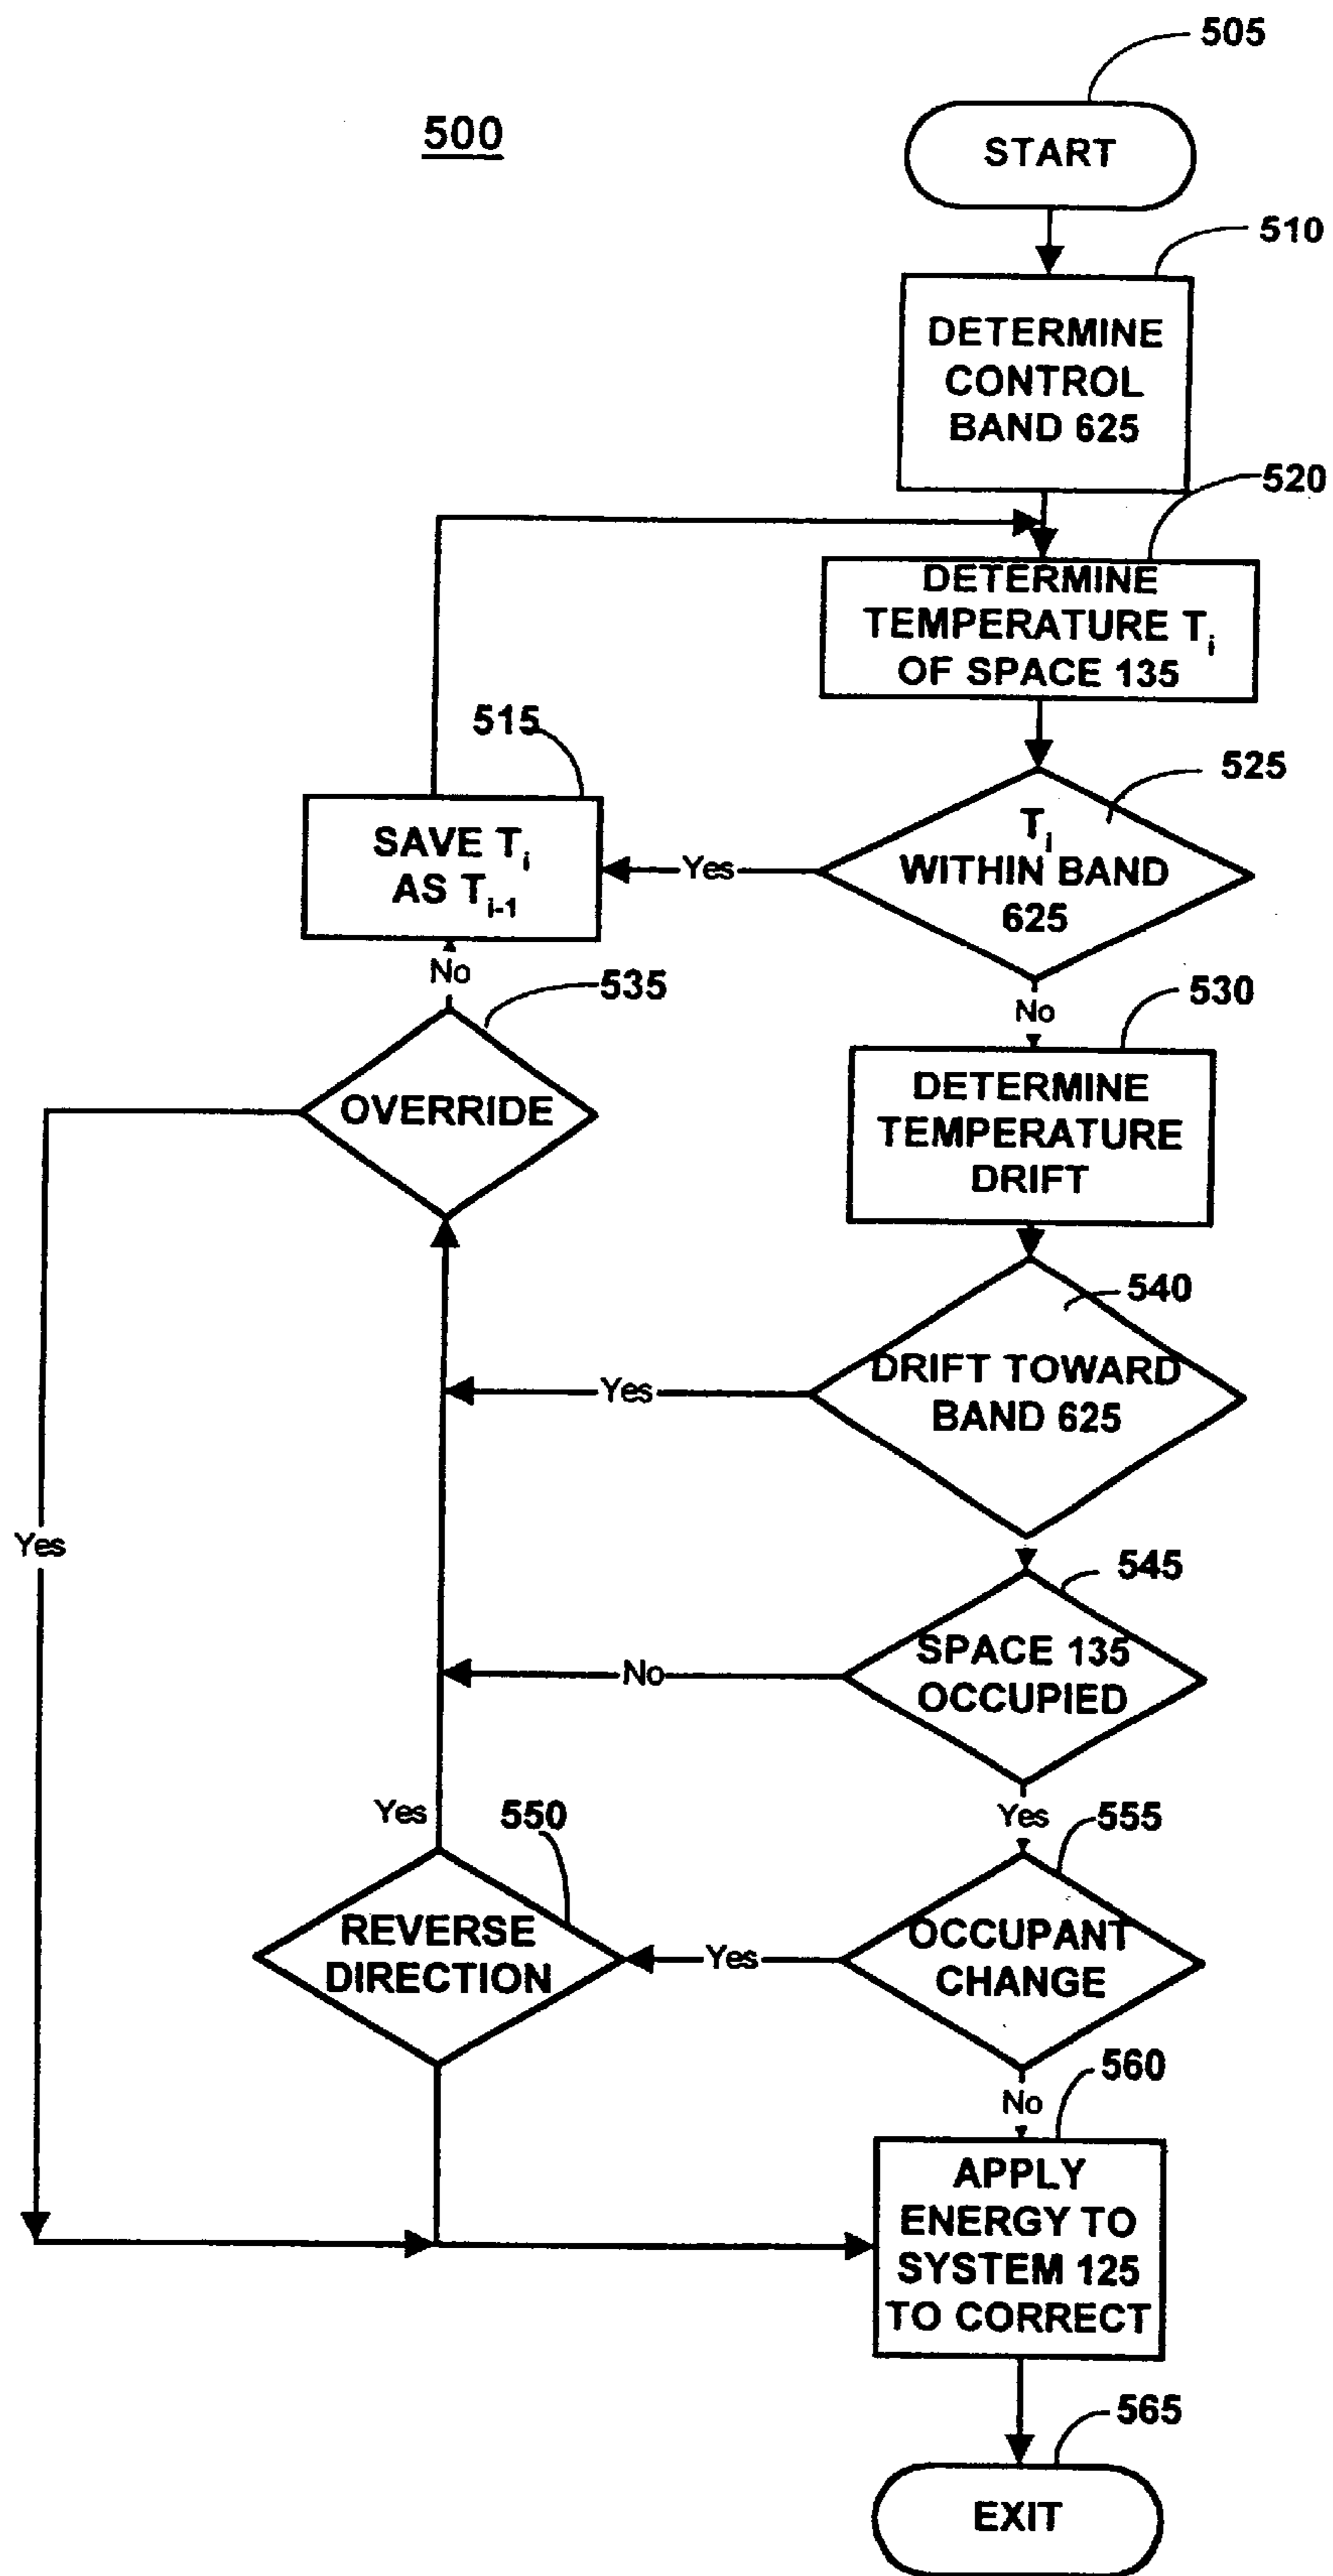 505
500
START
510
DETERMINE
CONTROL
BAND 625
520
DETERMINE
TEMPERATURE Ti
OF SPACE 135
515
525
SAVE Ti
AS Ti-1
Yes
Ti
WITHIN BAND
625
No
535
No
530
OVERRIDE
DETERMINE
TEMPERATURE
DRIFT
540
Yes
DRIFT TOWARD
BAND 625
Yes
545
No
SPACE 135
OCCUPIED
Yes
550
Yes
555
REVERSE
DIRECTION
Yes
OCCUPANT
CHANGE
560
No
APPLY
ENERGY TO
SYSTEM 125
TO CORRECT
565
EXIT